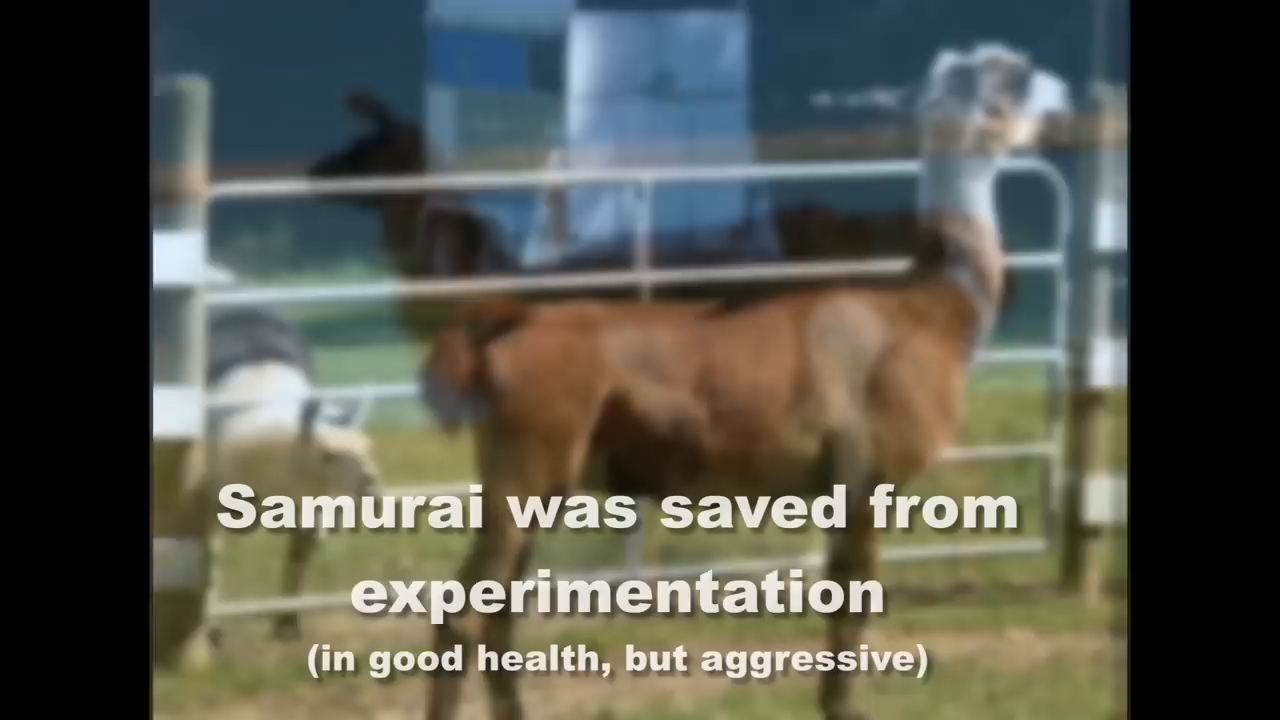 Samurai was saved from
experimentation
(in good health, but aggressive)